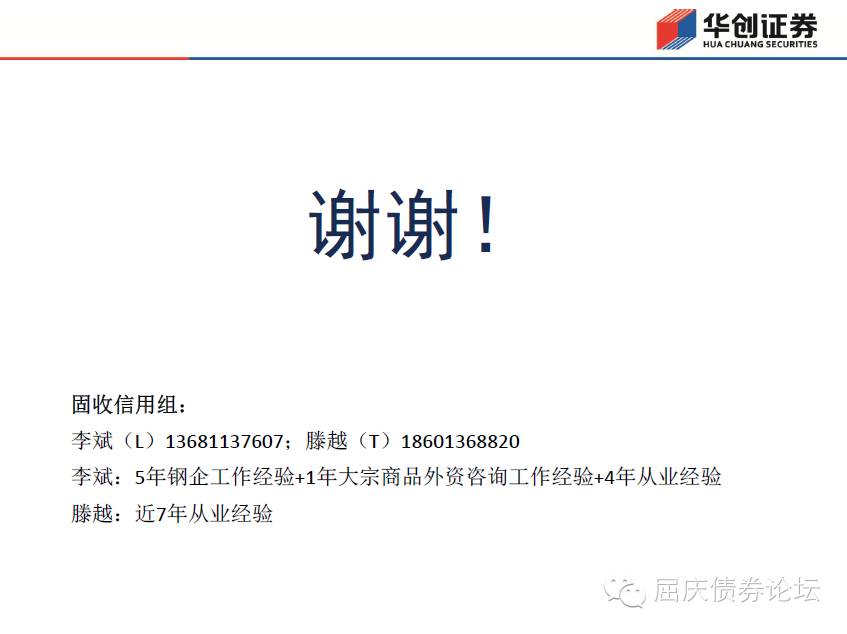 华创证券
HUA CHUANG SECURITIES
谢谢！
固收信用组：
李斌（L）13681137607；滕越（T）18601368820
李斌：5年钢企工作经验+1年大宗商品外资咨询工作经验+4年从业经验
滕越：近7年从业经验
屈庆债券论坛